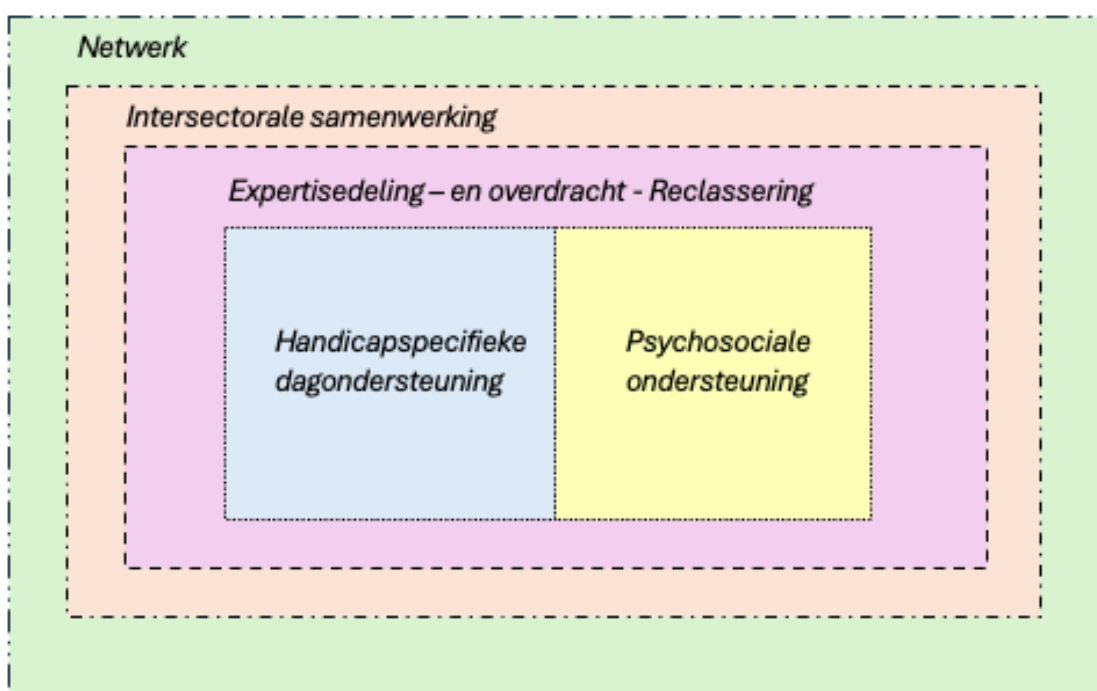 Netwerk
Intersectorale samenwerking
Expertisedeling – en overdracht - Reclassering
Handicapspecifieke
dagondersteuning
Psychosociale
ondersteuning